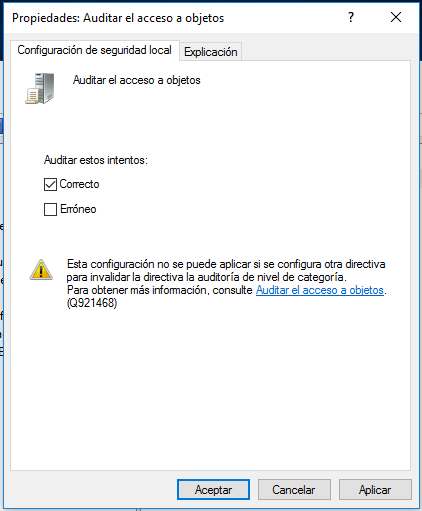 Propiedades: Auditar el acceso a objetos
Configuración de seguridad local
Explicación
Auditar el acceso a objetos
Auditar estos intentos:
Correcto
Erróneo
Esta configuración no se puede aplicar si se configura otra directiva
para invalidar la directiva la auditoría de nivel de categoría.
Para obtener más información, consulte Auditar el acceso a objetos.
(Q921468)
Aceptar
Cancelar
Aplicar